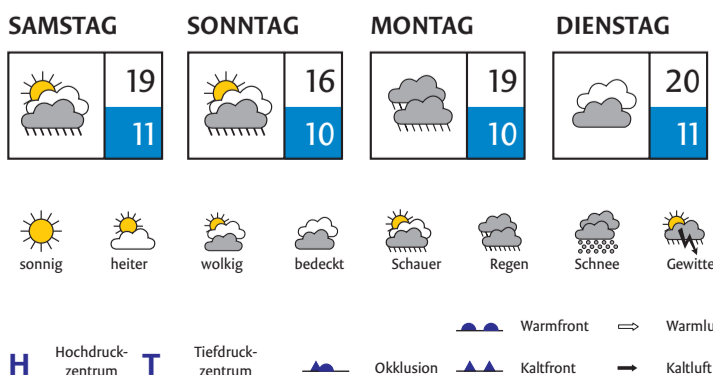 SAMSTAG SONNTAG MONTAG DIENSTAG
19 16 19 20
11 10 10 11
sonnig heiter wolkig bedeckt Schauer Regen Schnee Gewitte
Warmfront Warmlu
H Hochdruck- T Tiefdruck-
zentrum zentrum Okklusion Kaltfront Kaltluft